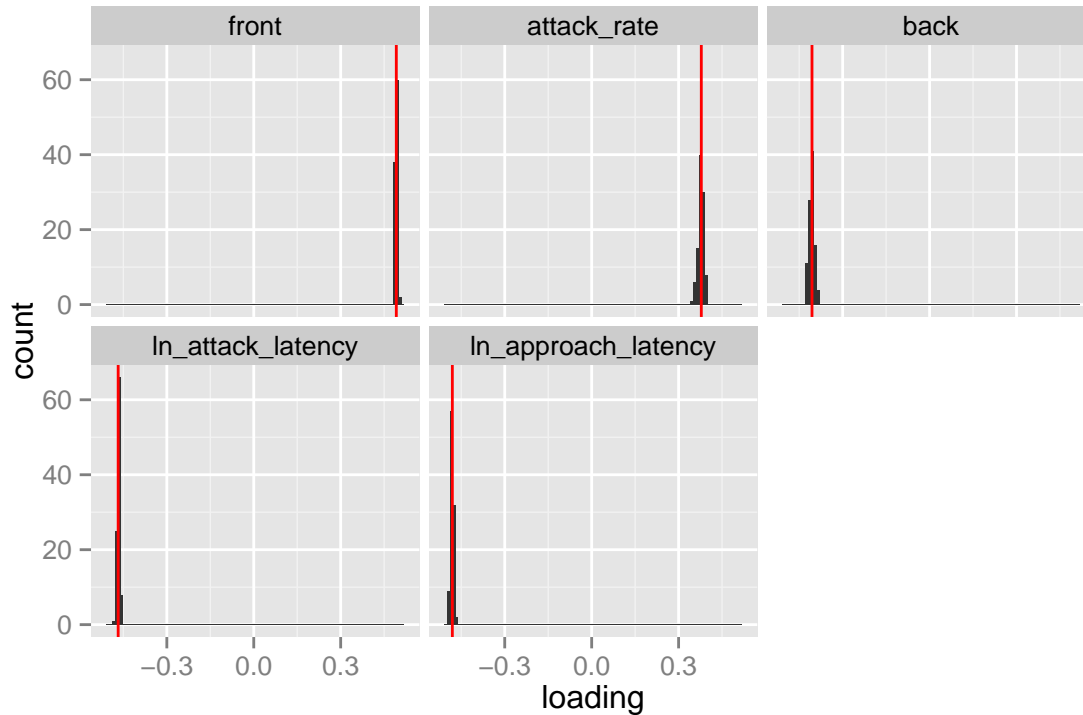 front attack_rate back
60
40
20
0
count
ln_attack_latency ln_approach_latency
60
40
20
0
−0.3 0.0 0.3 −0.3 0.0 0.3
loading